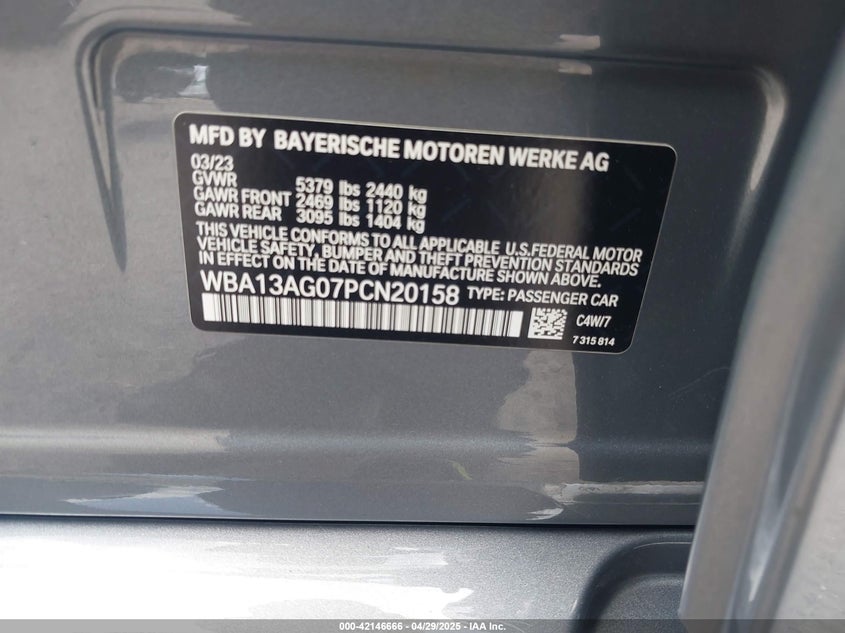 MFD BY BAYERISCHE MOTOREN WERKE AG
03/23
GVWR 5379 lbs 2440 kg
GAWR FRONT 2469 lbs 1120 kg
GAWR REAR 3095 lbs 1404 kg
THIS VEHICLE CONFORMS TO ALL APPLICABLE U.S.FEDERAL MOTOR
VEHICLE SAFETY, BUMPER AND THEFT PREVENTION STANDARDS
IN EFFECT ON THE DATE OF MANUFACTURE SHOWN ABOVE.
WBA13AG07PCN20158 TYPE: PASSENGER CAR
C4W/7
7 315 814
000-42146666 - 04/29/2025 - IAA Inc.